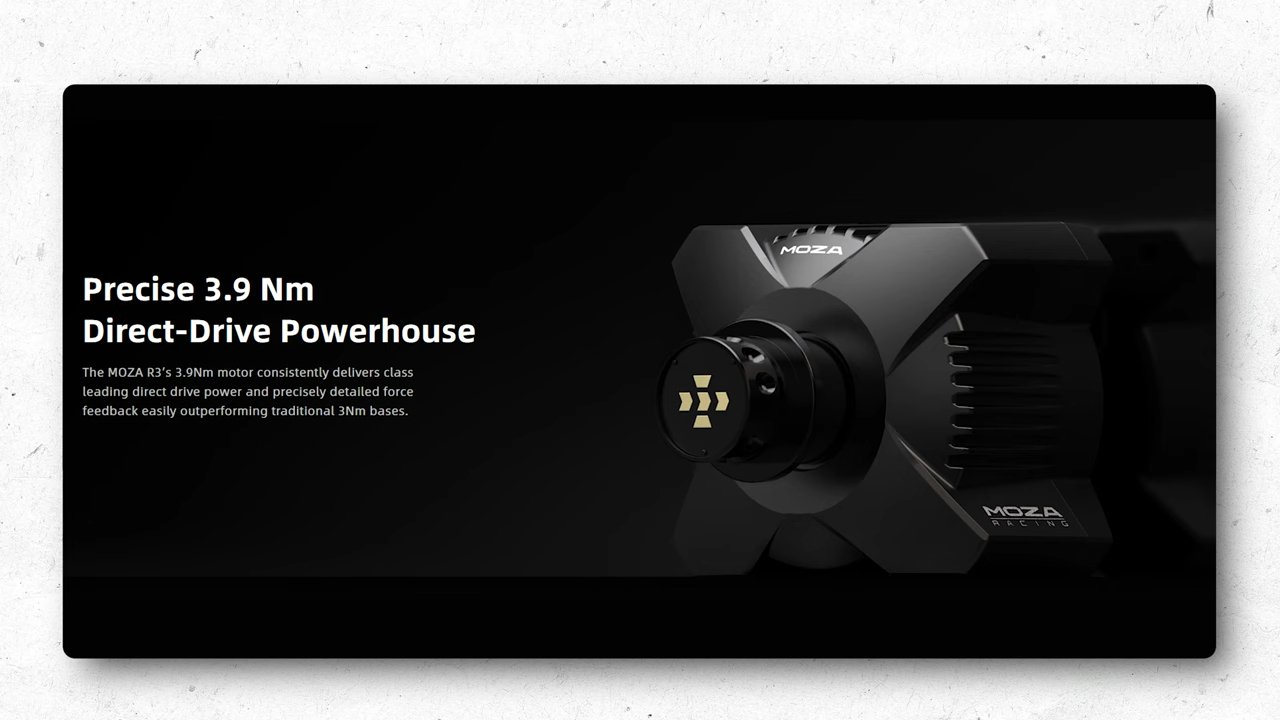 Precise 3.9 Nm
Direct-Drive Powerhouse
The MOZA R3's 3.9Nm motor consistently delivers class
leading direct drive power and precisely detailed force
feedback easily outperforming traditional 3Nm bases.
MOZA
MOZA
RACING